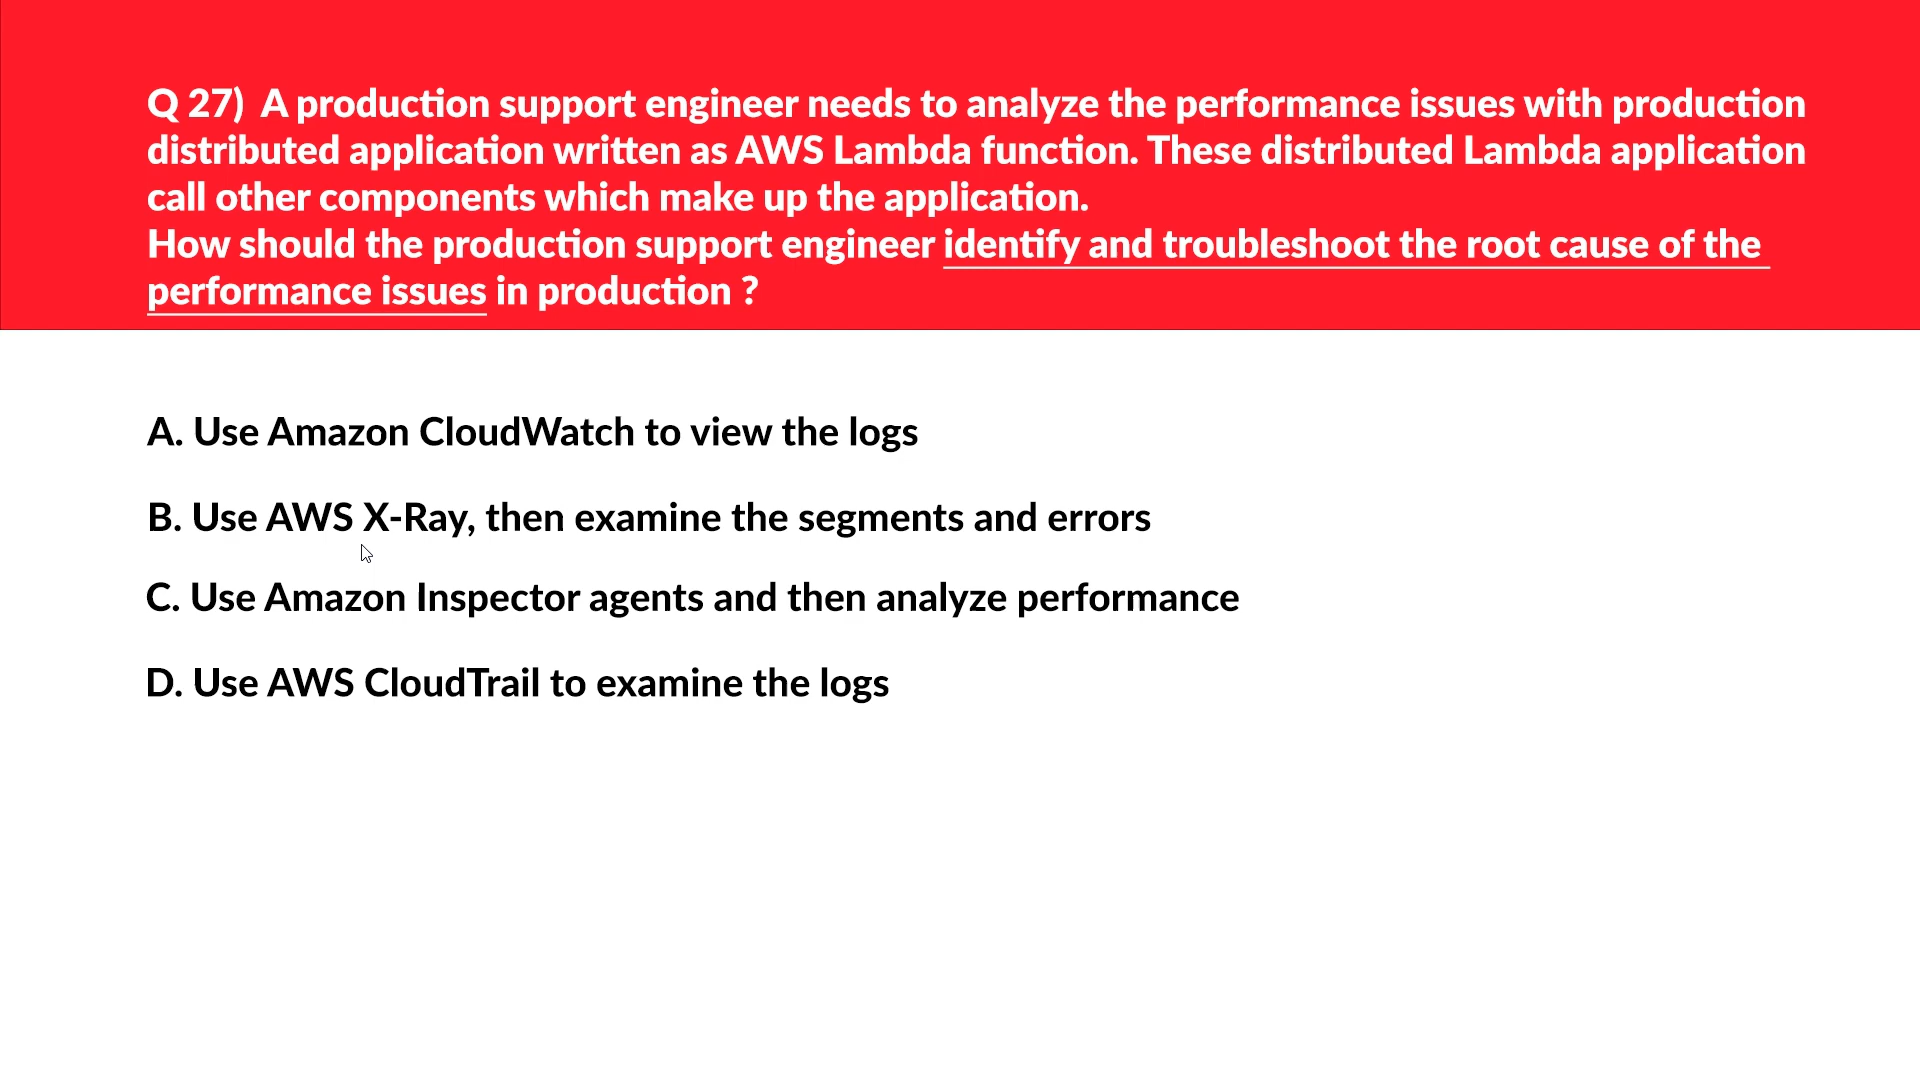 Q 27) A production support engineer needs to analyze the performance issues with production
distributed application written as AWS Lambda function. These distributed Lambda application
call other components which make up the application.
How should the production support engineer identify and troubleshoot the root cause of the
performance issues in production ?
A. Use Amazon CloudWatch to view the logs
B. Use AWS X-Ray, then examine the segments and errors
C. Use Amazon Inspector agents and then analyze performance
D. Use AWS CloudTrail to examine the logs